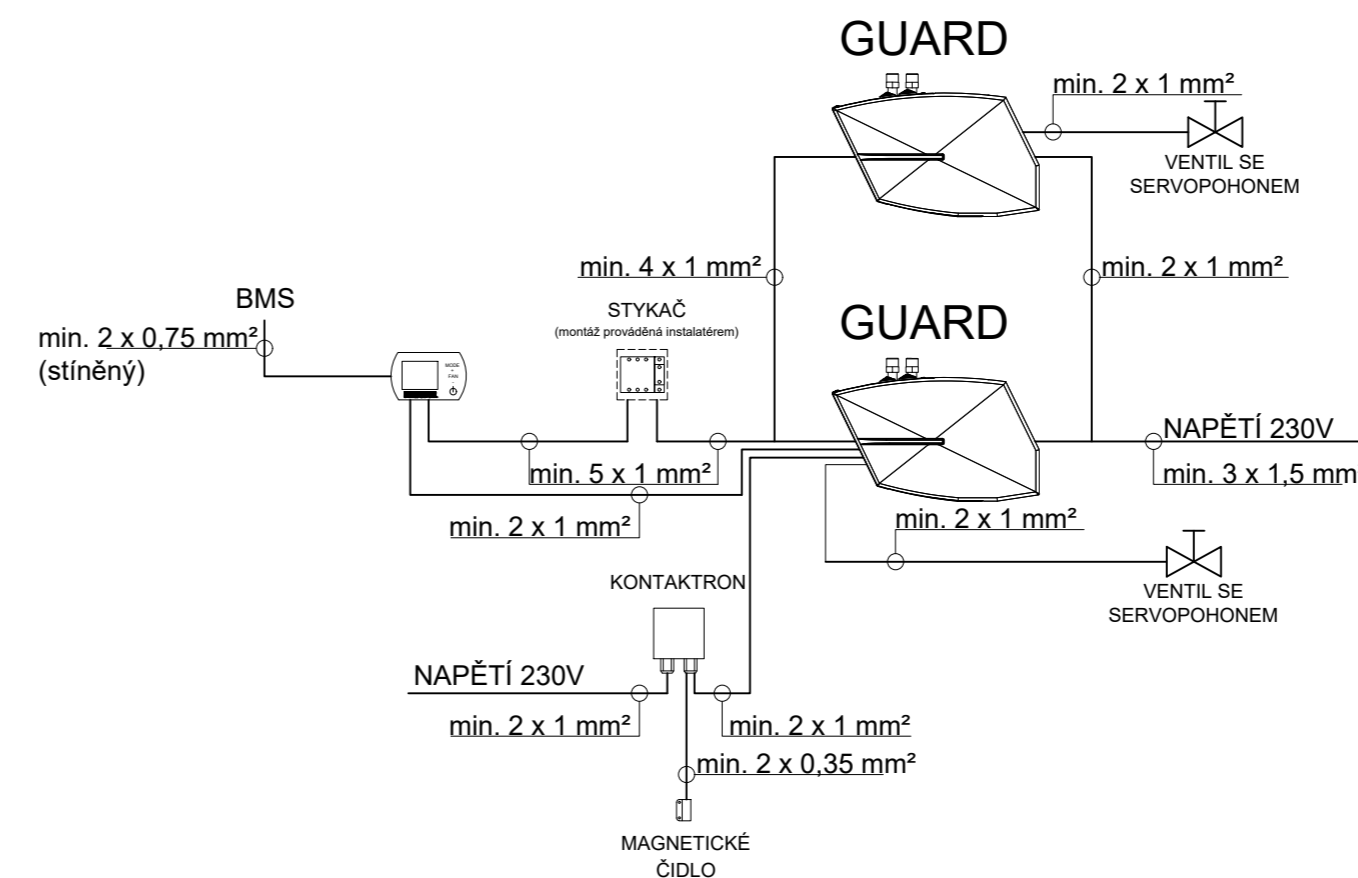 GUARD
min. 2 x 1 mm²
VENTIL SE
SERVOPOHONEM
min. 4 x 1 mm²
min. 2 x 1 mm²
BMS
min. 2 x 0,75 mm²
(stíněný)
STYKAČ
(montáž prováděná instalatérem)
GUARD
MODE
+
FAN
-
NAPĚTÍ 230V
min. 5 x 1 mm²
min. 3 x 1,5 mm
min. 2 x 1 mm²
min. 2 x 1 mm²
KONTAKTRON
VENTIL SE
SERVOPOHONEM
NAPĚTÍ 230V
min. 2 x 1 mm²
min. 2 x 1 mm²
min. 2 x 0,35 mm²
MAGNETICKÉ
ČIDLO